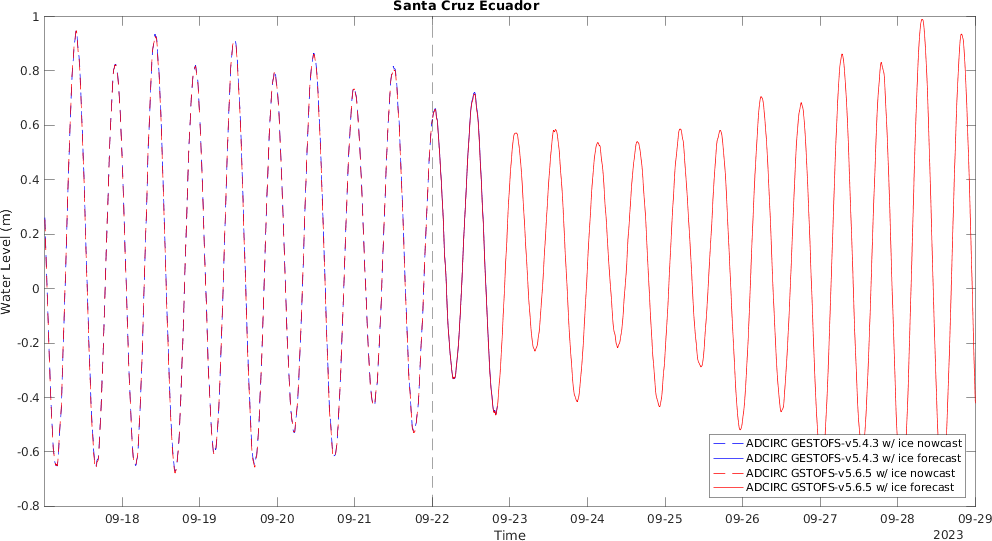 Santa Cruz Ecuador
1
0.8
0.6
0.4
0.2
0
-0.2
-0.4
-0.6
-0.8
Water Level (m)
ADCIRC GESTOFS-v5.4.3 w/ ice nowcast
ADCIRC GESTOFS-v5.4.3 w/ ice forecast
ADCIRC GSTOFS-v5.6.5 w/ ice nowcast
ADCIRC GSTOFS-v5.6.5 w/ ice forecast
09-18 09-19 09-20 09-21 09-22 09-23 09-24 09-25 09-26 09-27 09-28 09-29
Time
2023